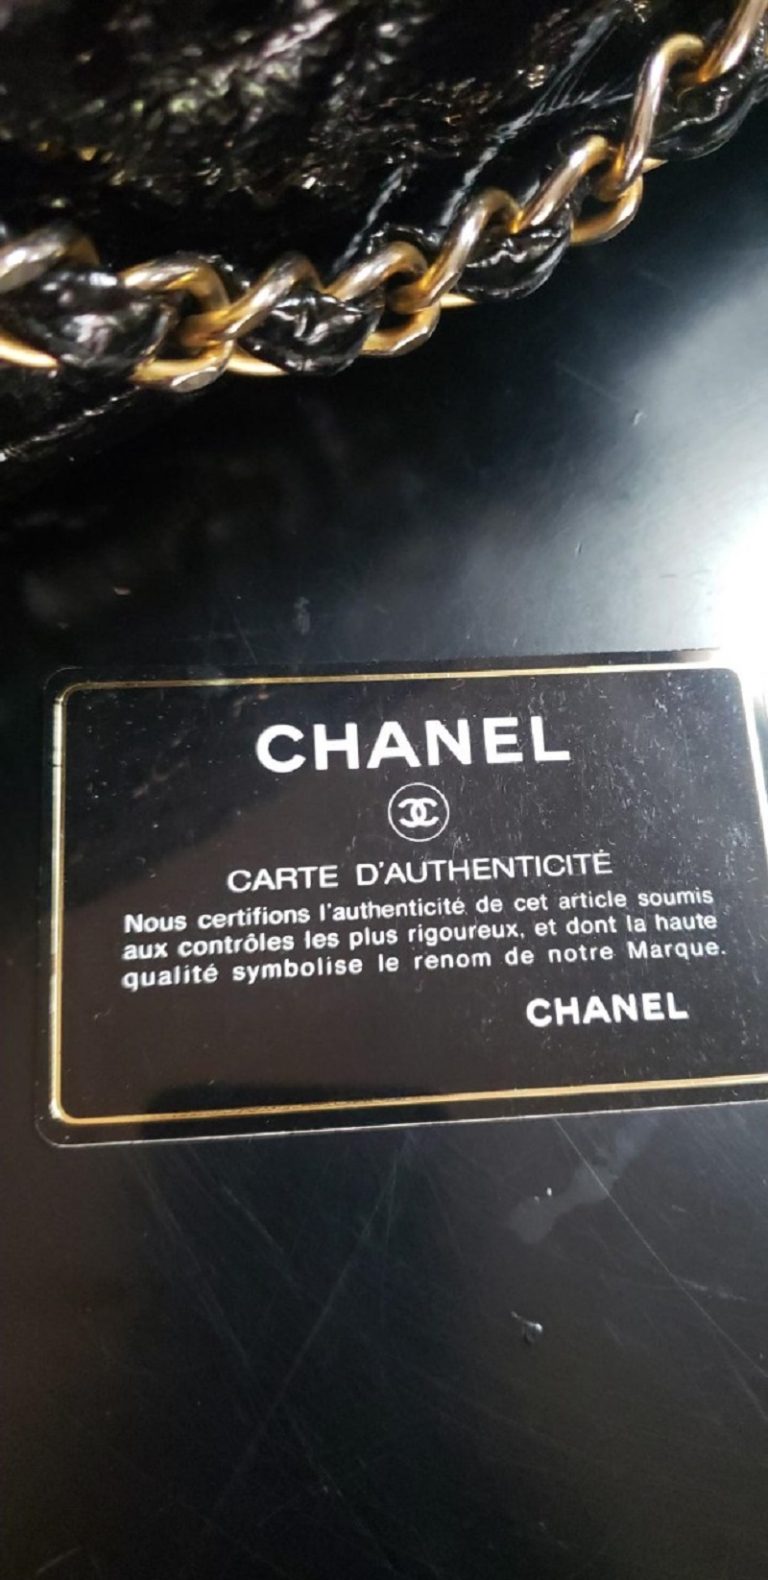 CHANEL
CARTE D'AUTHENTICITÉ
Nous certifions l'authenticité de cet article soumis
aux contrôles les plus rigoureux, et dont la haute
qualité symbolise le renom de notre Marque.
CHANEL